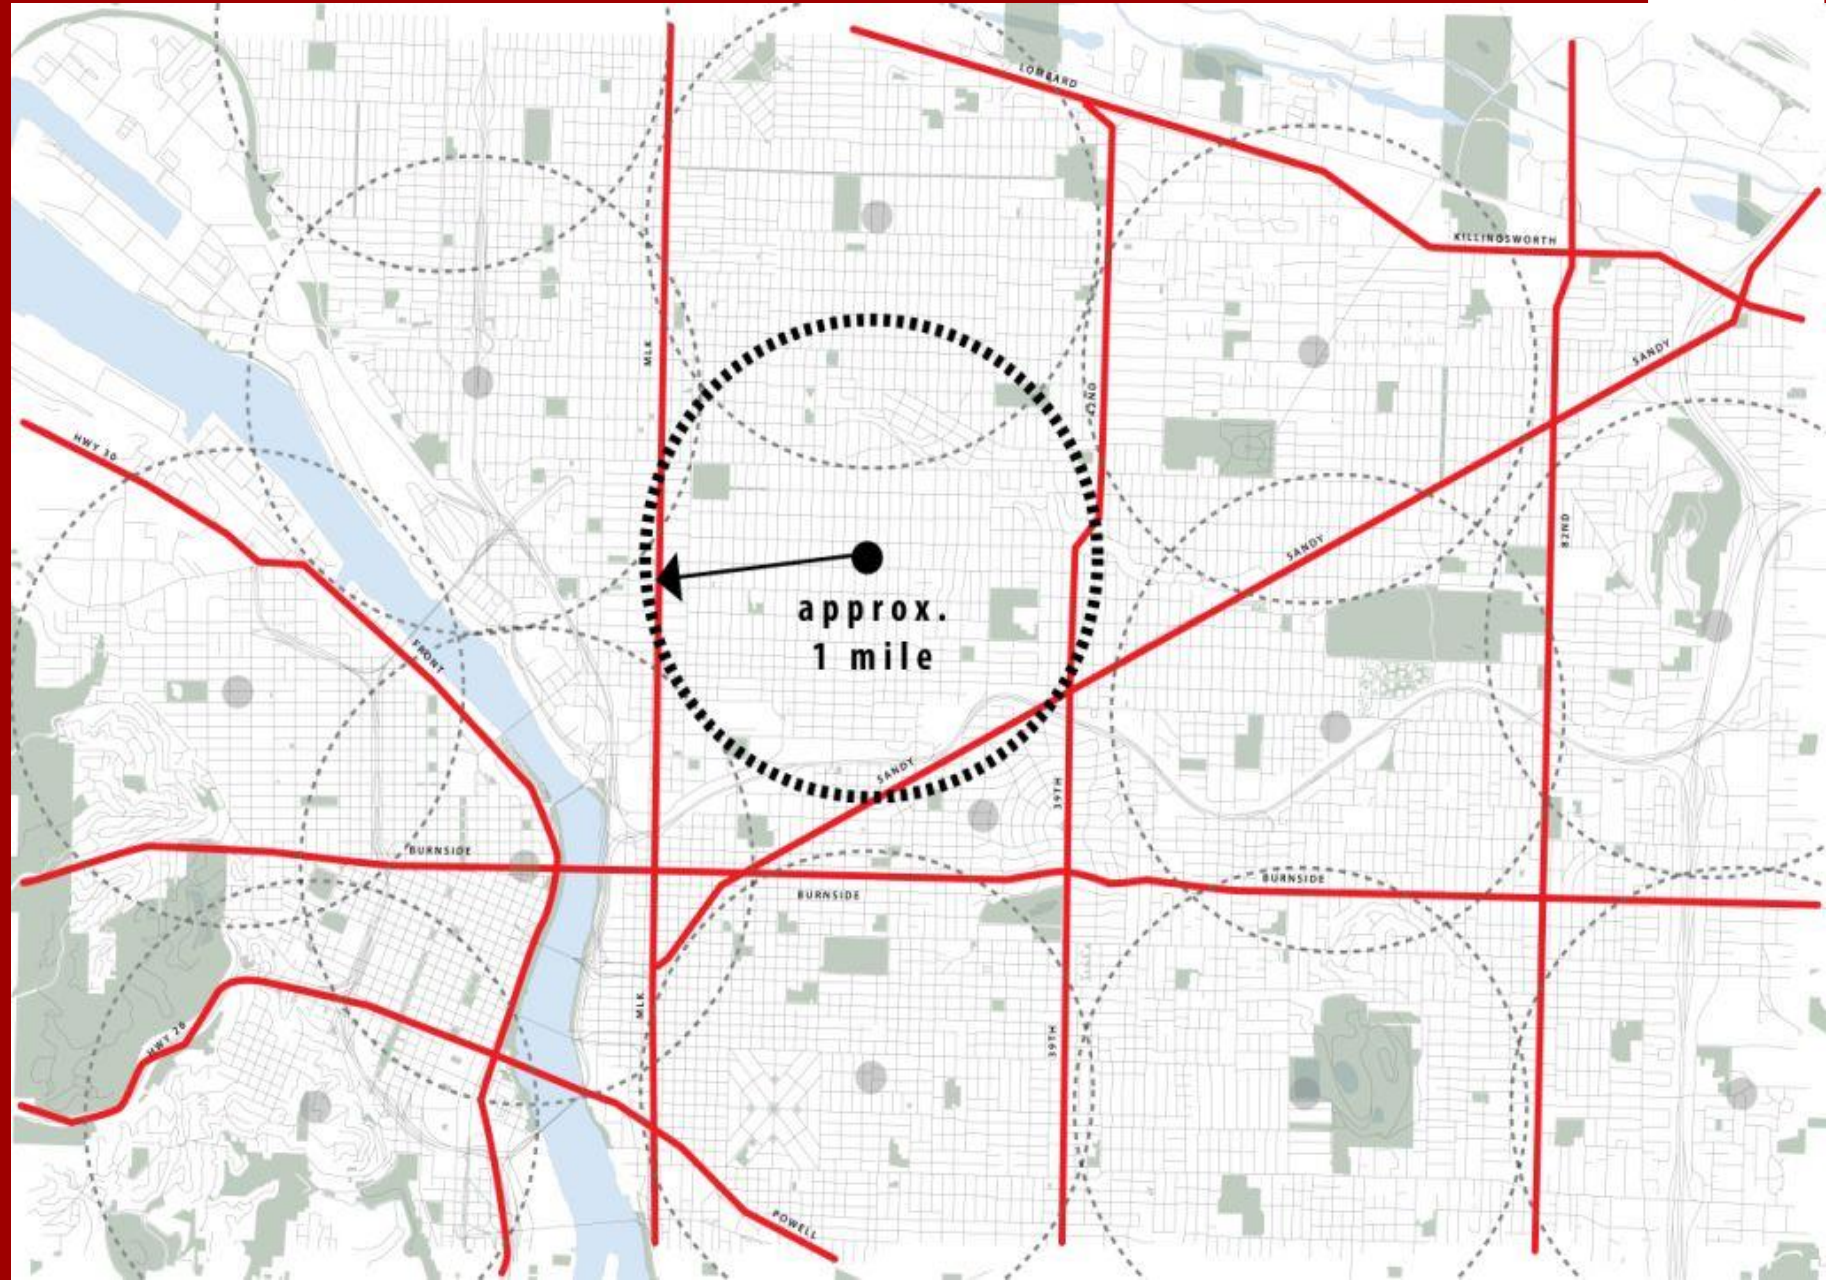 LOMBARD
KILLINGSWORTH
MLK
SANDY
42ND
HWY 30
82ND
SANDY
approx.
1 mile
FRONT
SANDY
39TH
BURNSIDE
BURNSIDE
BURNSIDE
MLK
HWY 26
39TH
POWELL